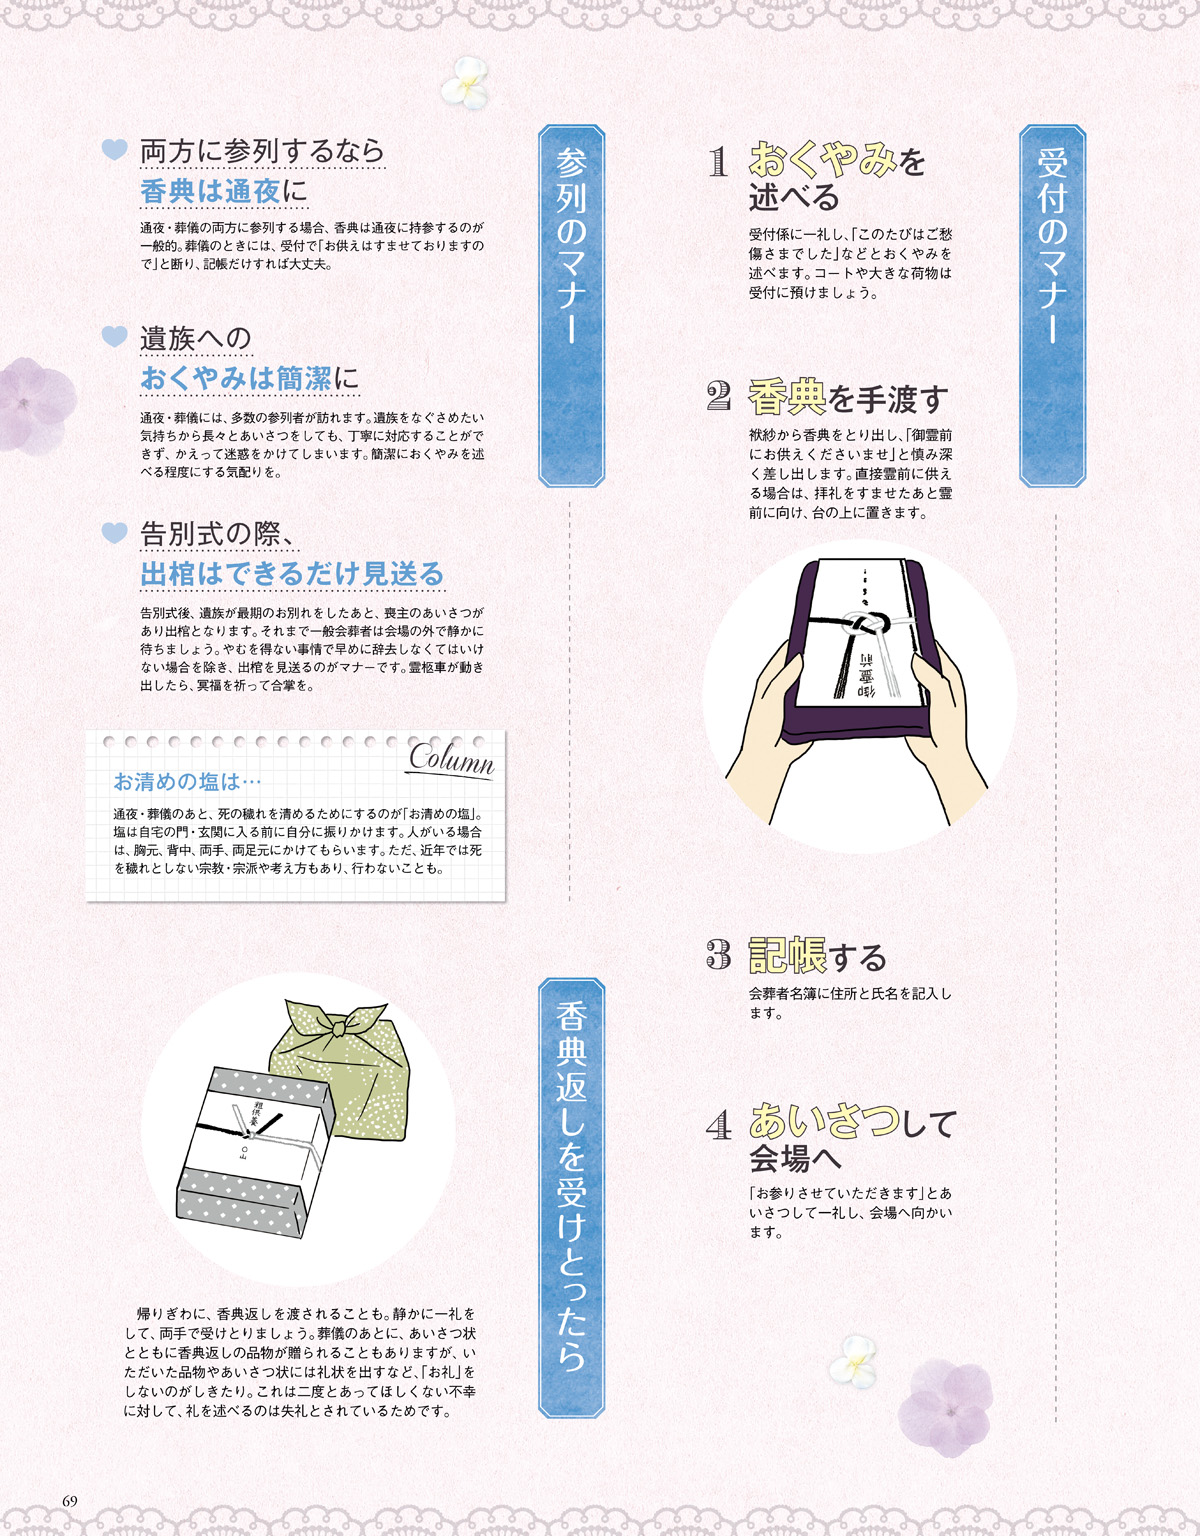 受付のマナー
1 おくやみを
述べる
受付係に一礼し、「このたびはご愁
傷さまでした」などとおくやみを
述べます。コートや大きな荷物は
受付に預けましょう。
2 香典を手渡す
袱紗から香典をとり出し、「御霊前
にお供えくださいませ」と慎み深
く差し出します。直接霊前に供え
る場合は、拝礼をすませたあと霊
前に向け、台の上に置きます。
御霊前
3 記帳する
会葬者名簿に住所と氏名を記入し
ます。
4 あいさつして
会場へ
「お参りさせていただきます」とあ
いさつして一礼し、会場へ向かい
ます。
参列のマナー
両方に参列するなら
香典は通夜に
通夜・葬儀の両方に参列する場合、香典は通夜に持参するのが
一般的。葬儀のときには、受付で「お供えはすませておりますの
で」と断り、記帳だけすれば大丈夫。
遺族への
おくやみは簡潔に
通夜・葬儀には、多数の参列者が訪れます。遺族をなぐさめたい
気持ちから長々とあいさつをしても、丁寧に対応することがで
きず、かえって迷惑をかけてしまいます。簡潔におくやみを述
べる程度にする気配りを。
告別式の際、
出棺はできるだけ見送る
告別式後、遺族が最期のお別れをしたあと、喪主のあいさつが
あり出棺となります。それまで一般会葬者は会場の外で静かに
待ちましょう。やむを得ない事情で早めに辞去しなくてはいけ
ない場合を除き、出棺を見送るのがマナーです。霊柩車が動き
出したら、冥福を祈って合掌を。
Column
お清めの塩は…
通夜・葬儀のあと、死の穢れを清めるためにするのが「お清めの塩」。
塩は自宅の門・玄関に入る前に自分に振りかけます。人がいる場合
は、胸元、背中、両手、両足元にかけてもらいます。ただ、近年では死
を穢れとしない宗教・宗派や考え方もあり、行わないことも。
香典返しを受けとったら
粗供養
○山
帰りぎわに、香典返しを渡されることも。静かに一礼を
して、両手で受けとりましょう。葬儀のあとに、あいさつ状
とともに香典返しの品物が贈られることもありますが、い
ただいた品物やあいさつ状には礼状を出すなど、「お礼」を
しないのがしきたり。これは二度とあってほしくない不幸
に対して、礼を述べるのは失礼とされているためです。
69